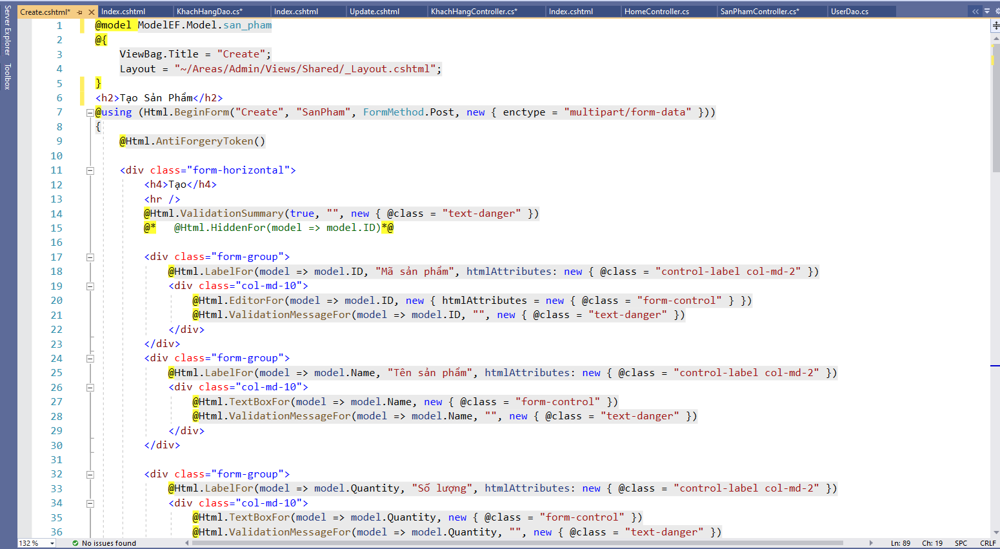 Server Explorer
Toolbox
Create.cshtml* Index.cshtml KhachHangDao.cs* Index.cshtml Update.cshtml KhachHangController.cs* Index.cshtml HomeController.cs SanPhamController.cs* UserDao.cs
1 @model ModelEF.Model.san_pham
2 @{
3 ViewBag.Title = "Create";
4 Layout = "~/Areas/Admin/Views/Shared/_Layout.cshtml";
5 }
6 <h2>Tạo Sản Phẩm</h2>
7 @using (Html.BeginForm("Create", "SanPham", FormMethod.Post, new { enctype = "multipart/form-data" }))
8 {
9 @Html.AntiForgeryToken()
10
11 <div class="form-horizontal">
12 <h4>Tạo</h4>
13 <hr />
14 @Html.ValidationSummary(true, "", new { @class = "text-danger" })
15 @* @Html.HiddenFor(model => model.ID)*@
16
17 <div class="form-group">
18 @Html.LabelFor(model => model.ID, "Mã sản phẩm", htmlAttributes: new { @class = "control-label col-md-2" })
19 <div class="col-md-10">
20 @Html.EditorFor(model => model.ID, new { htmlAttributes = new { @class = "form-control" } })
21 @Html.ValidationMessageFor(model => model.ID, "", new { @class = "text-danger" })
22 </div>
23 </div>
24 <div class="form-group">
25 @Html.LabelFor(model => model.Name, "Tên sản phẩm", htmlAttributes: new { @class = "control-label col-md-2" })
26 <div class="col-md-10">
27 @Html.TextBoxFor(model => model.Name, new { @class = "form-control" })
28 @Html.ValidationMessageFor(model => model.Name, "", new { @class = "text-danger" })
29 </div>
30 </div>
31
32 <div class="form-group">
33 @Html.LabelFor(model => model.Quantity, "Số lượng", htmlAttributes: new { @class = "control-label col-md-2" })
34 <div class="col-md-10">
35 @Html.TextBoxFor(model => model.Quantity, new { @class = "form-control" })
36 @Html.ValidationMessageFor(model => model.Quantity, "", new { @class = "text-danger" })
132 % No issues found Ln: 89 Ch: 19 SPC CRLF